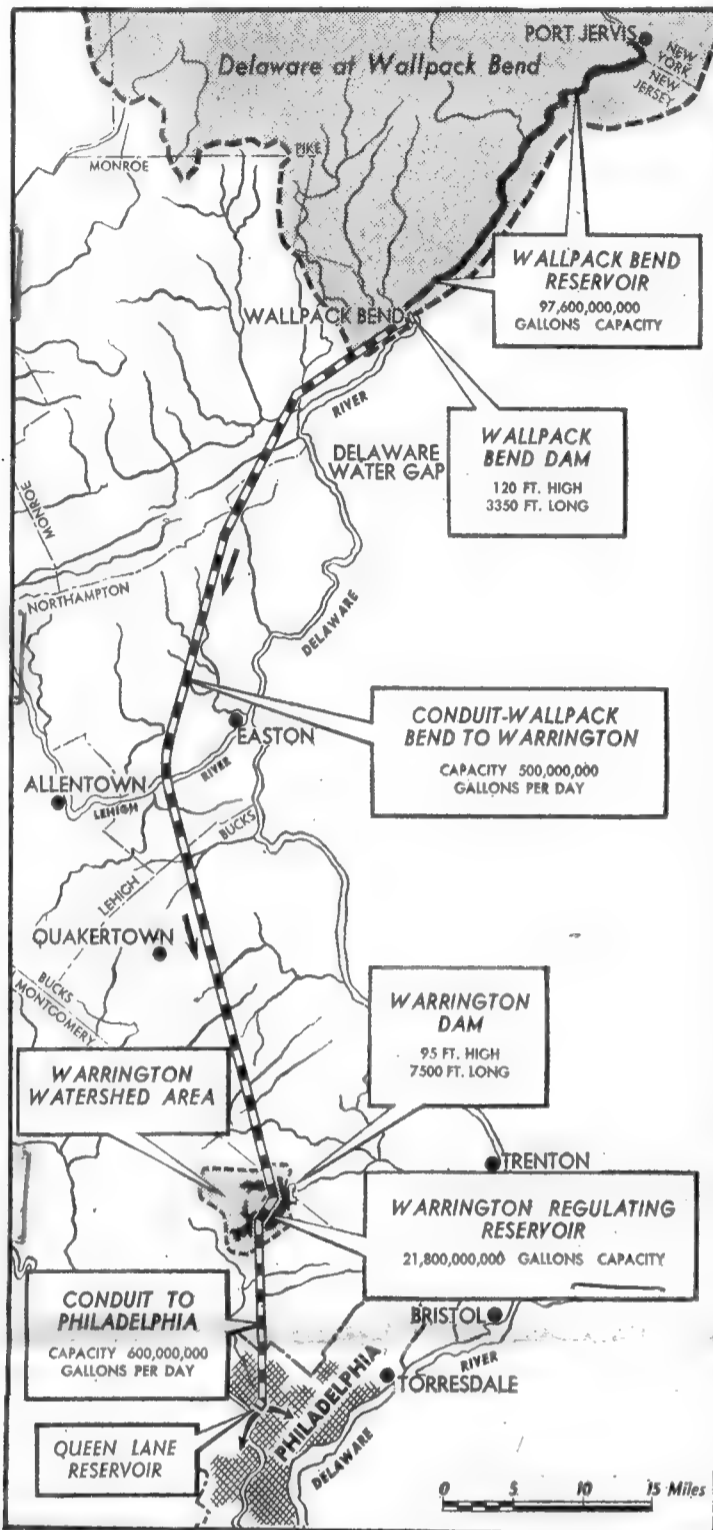 PORT JERVIS
NEW YORK
NEW JERSEY
Delaware at Wallpack Bend
PIKE
MONROE
WALLPACK BEND
RESERVOIR
97,600,000,000
GALLONS CAPACITY
WALLPACK BEND
RIVER
WALLPACK
BEND DAM
120 FT. HIGH
3350 FT. LONG
DELAWARE
WATER GAP
MONROE
NORTHAMPTON
DELAWARE
CONDUIT-WALLPACK
BEND TO WARRINGTON
CAPACITY 500,000,000
GALLONS PER DAY
EASTON
RIVER
ALLENTOWN
LEHIGH
BUCKS
LEHIGH
QUAKERTOWN
BUCKS
MONTGOMERY
WARRINGTON
DAM
95 FT. HIGH
7500 FT. LONG
WARRINGTON
WATERSHED AREA
TRENTON
WARRINGTON REGULATING
RESERVOIR
21,800,000,000 GALLONS CAPACITY
CONDUIT TO
PHILADELPHIA
CAPACITY 600,000,000
GALLONS PER DAY
BRISTOL
RIVER
TORRESDALE
PHILADELPHIA
DELAWARE
QUEEN LANE
RESERVOIR
0 5 10 15 Miles